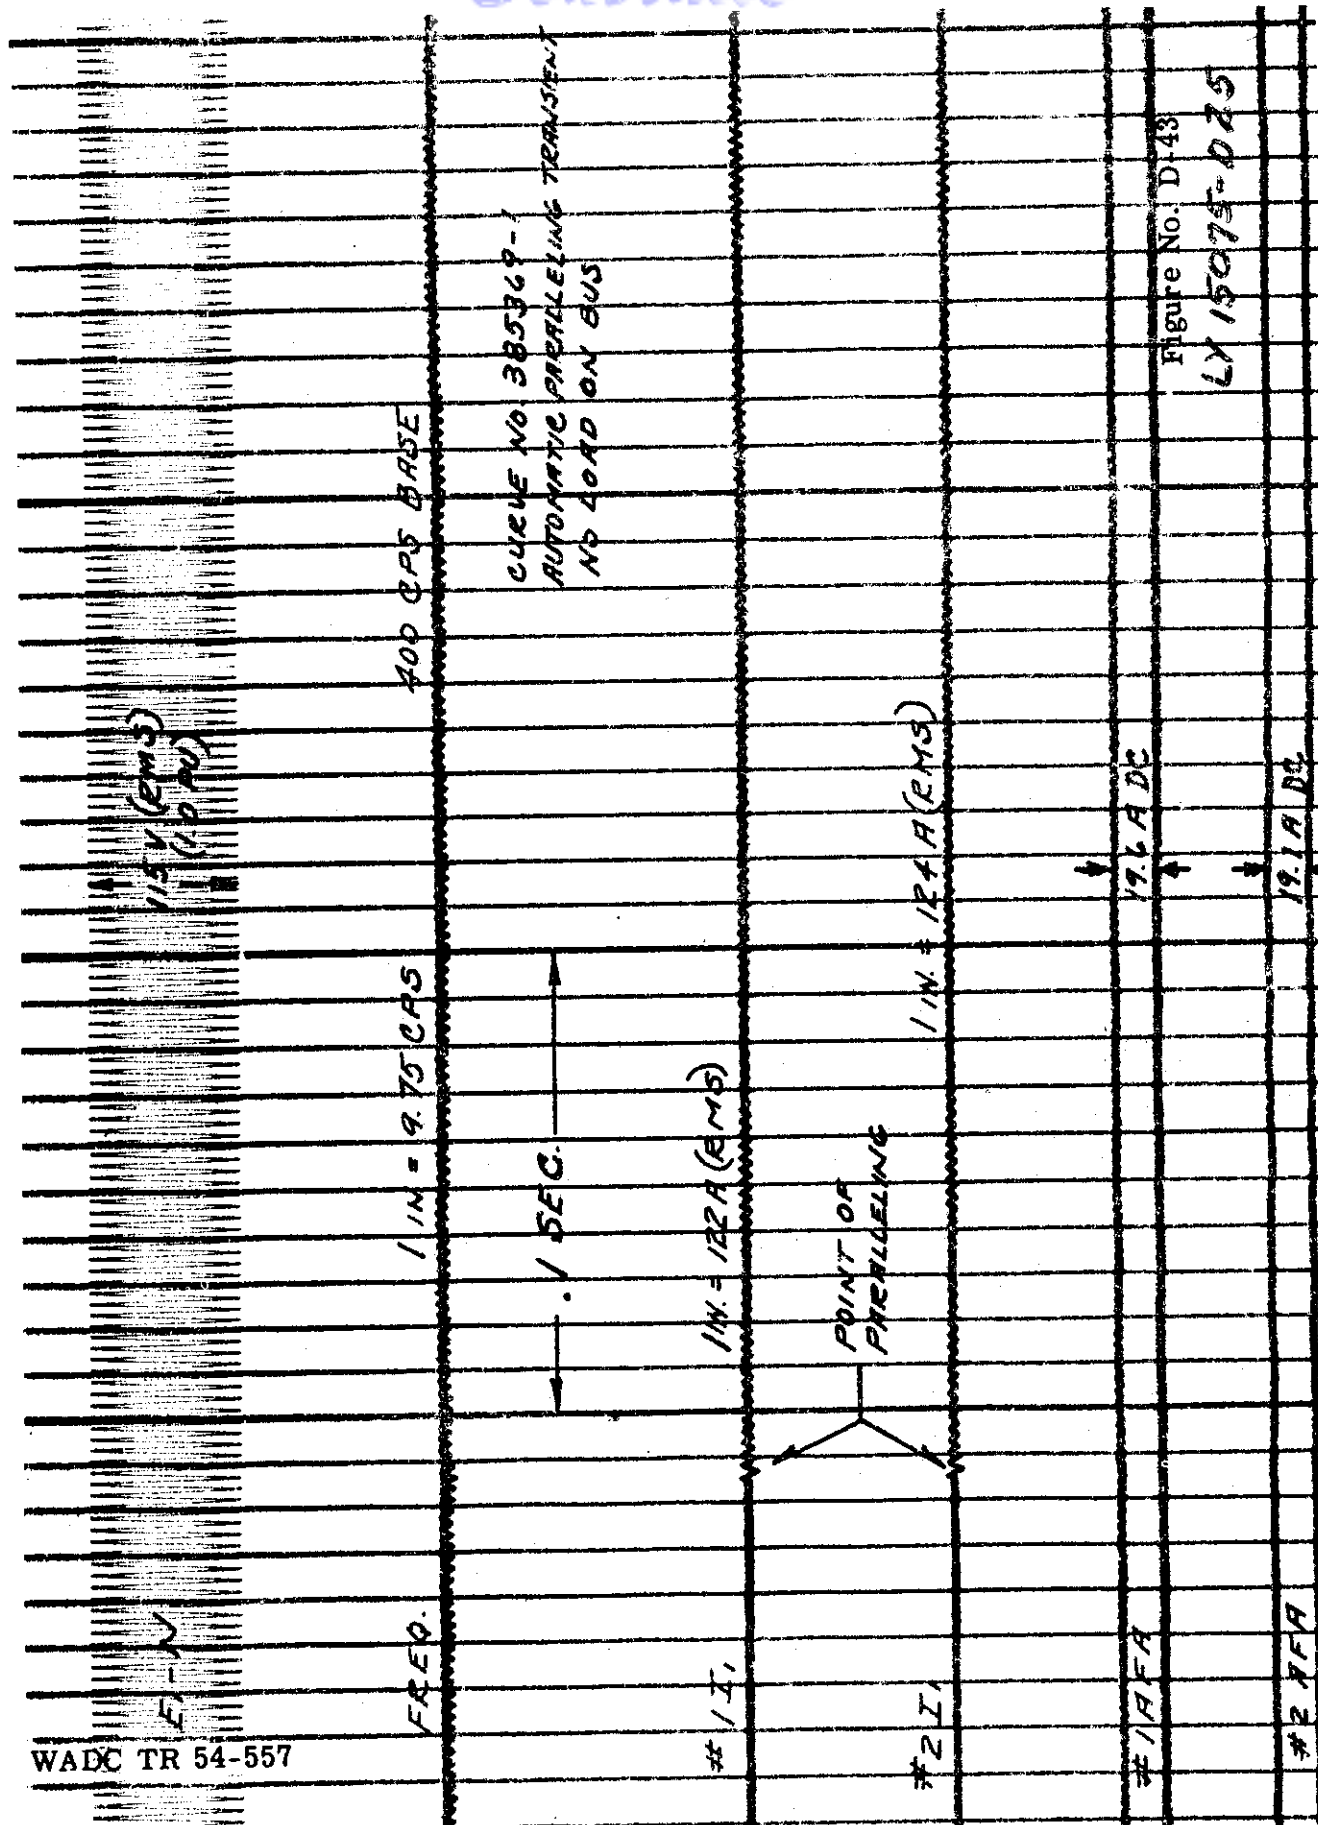 E₁-N
115 V (RMS)
(1.0 PU)
FREQ.
1 IN = 9.75 CPS
400 CPS BASE
CURVE NO. 385369-1
AUTOMATIC PARALLELING TRANSIENT
NO LOAD ON BUS
.1 SEC.
#1 I₁
1 IN. = 122 A (RMS)
POINT OF
PARALLELING
#2 I₁
1 IN. = 124 A (RMS)
#1 AFA
19.6 A DC
Figure No. D-43
LY 15075-D25
#2 AFA
19.1 A DC
WADC TR 54-557